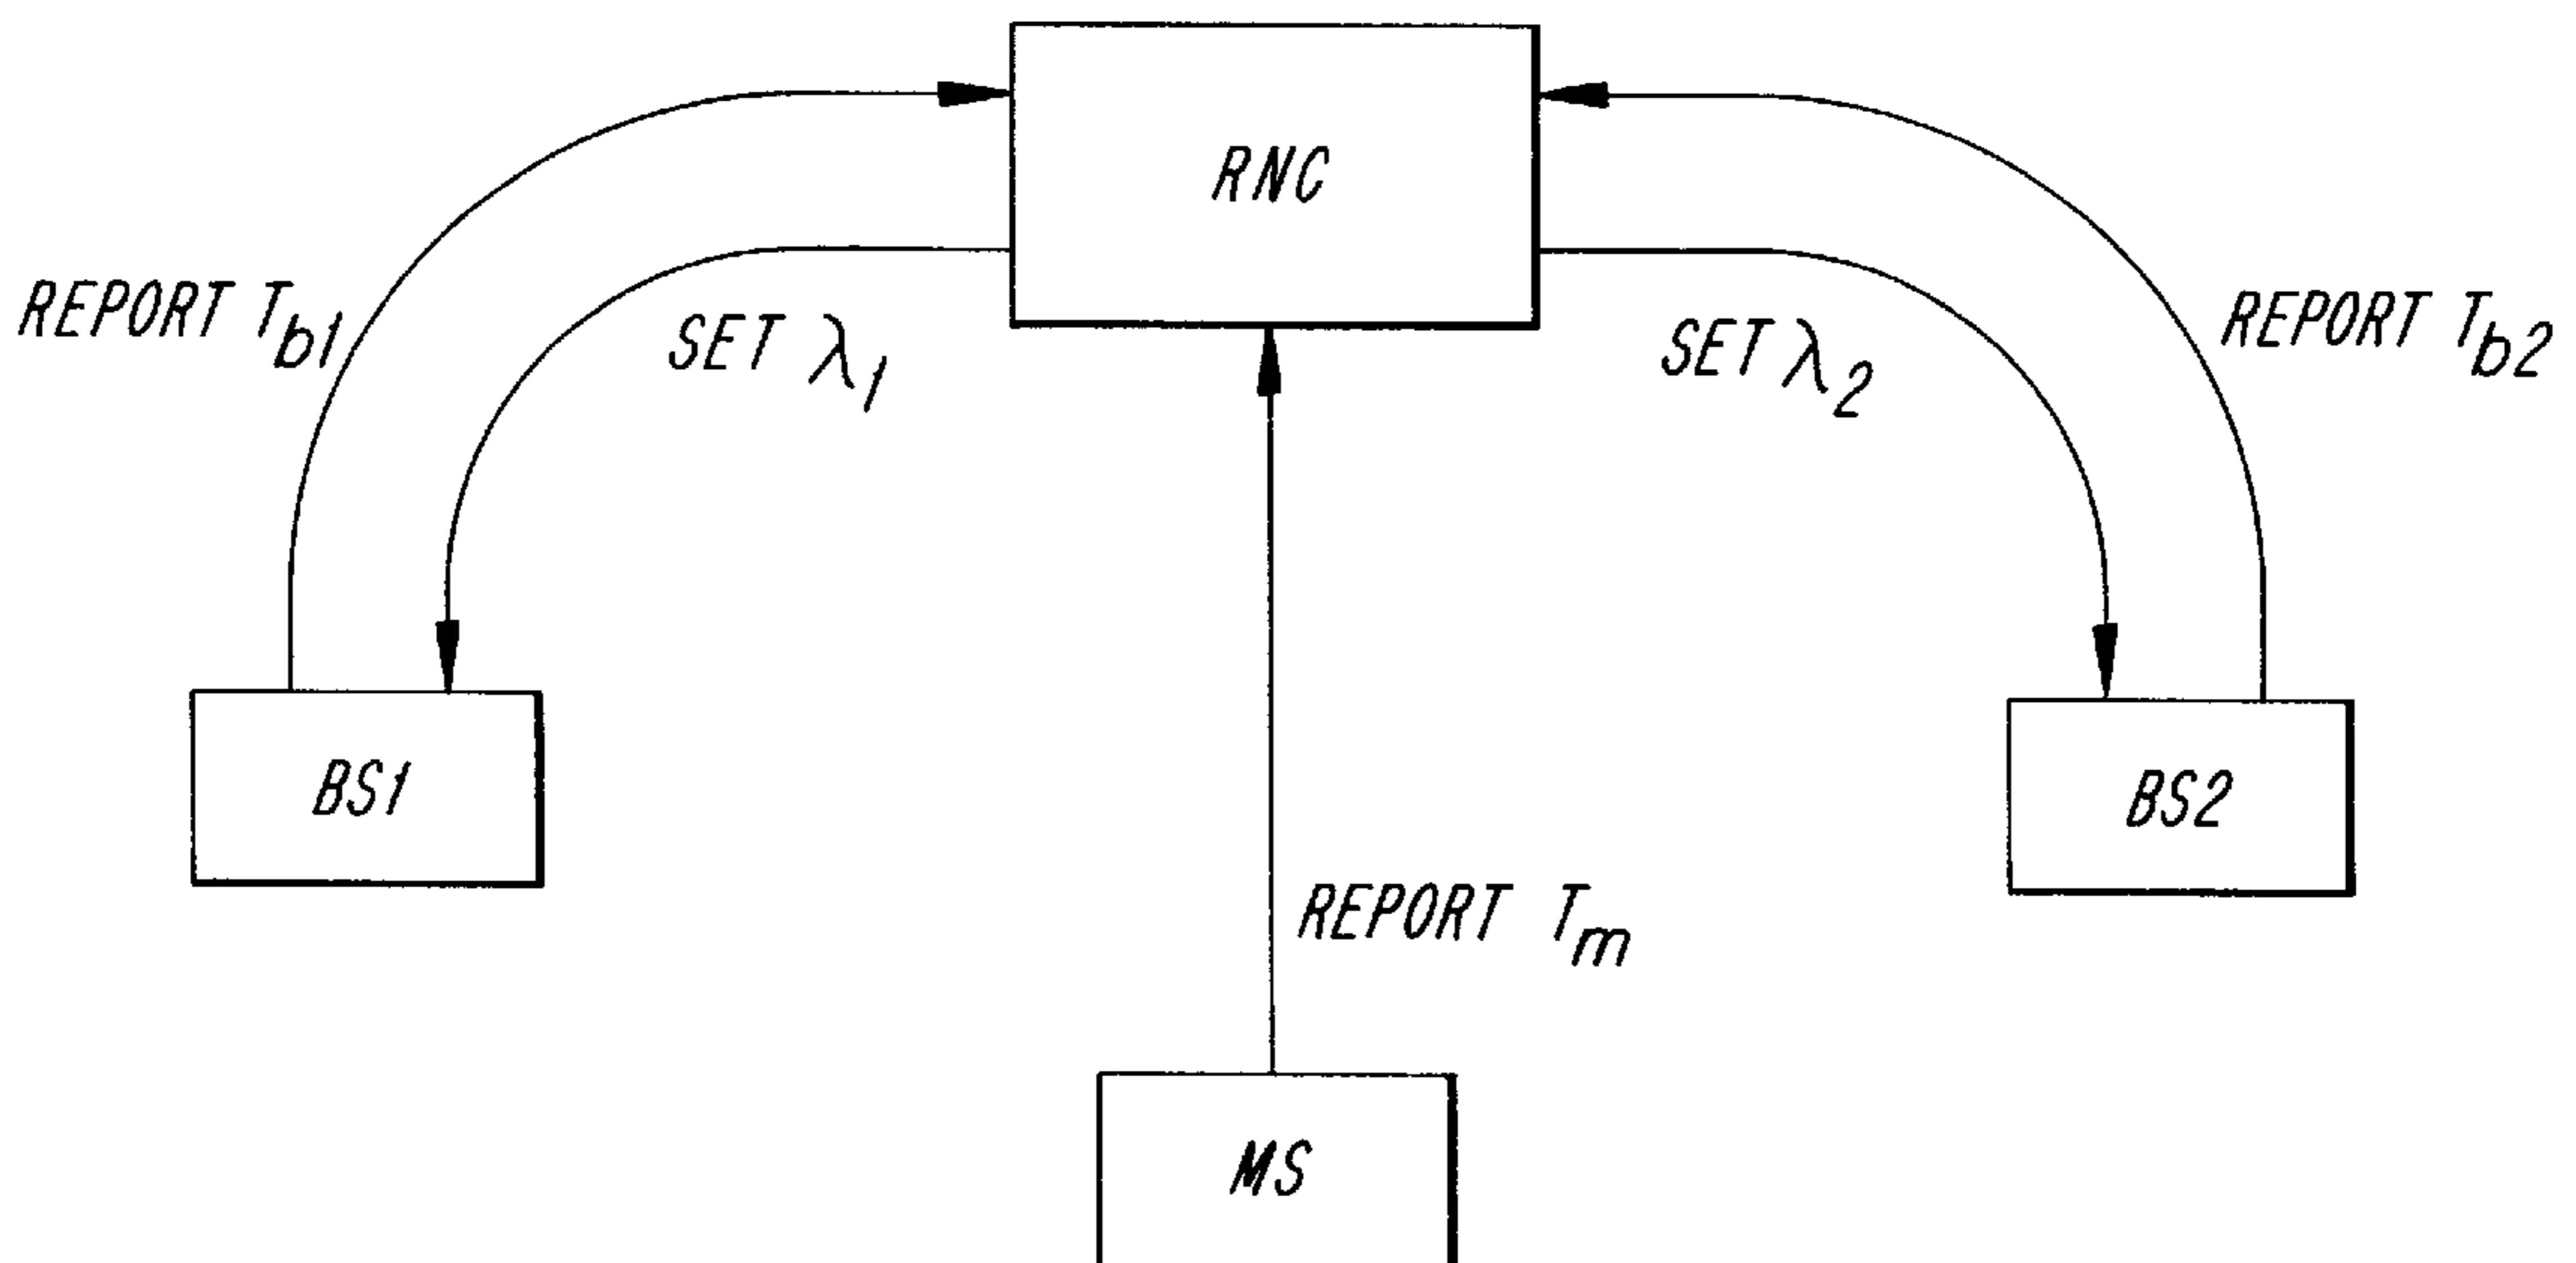 RNC
REPORT Tb1
SET λ1
SET λ2
REPORT Tb2
BS1
BS2
REPORT Tm
MS